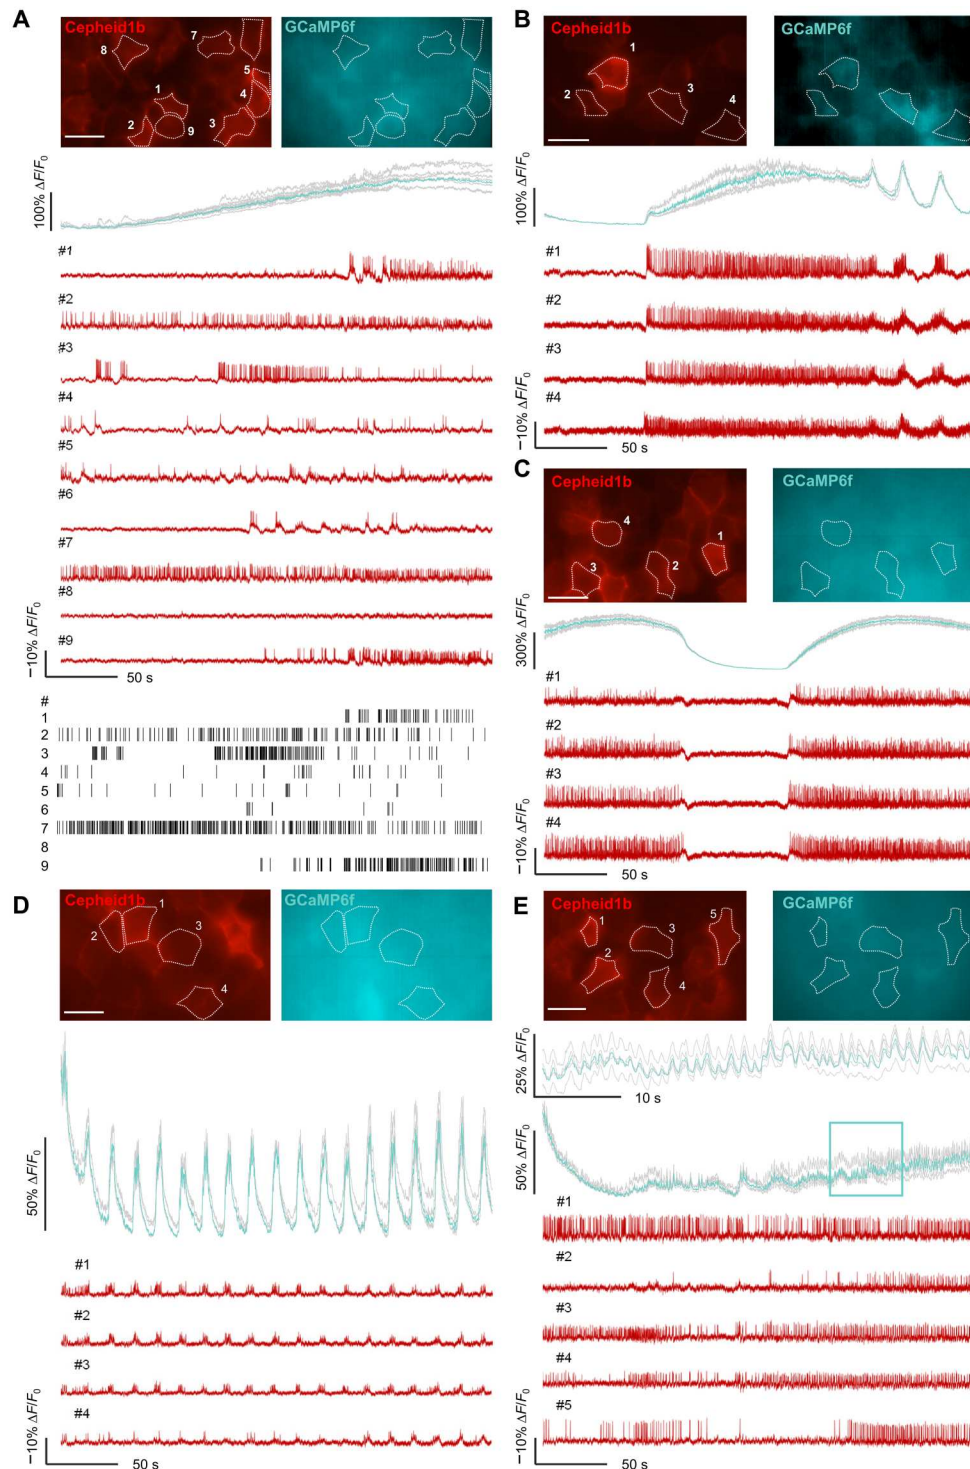 A
Cepheid1b
GCaMP6f
8
7
5
4
1
2
9
3
100% ΔF/F0
#1
#2
#3
#4
#5
#6
#7
#8
#9
−10% ΔF/F0
50 s
#
1
2
3
4
5
6
7
8
9
B
Cepheid1b
GCaMP6f
1
2
3
4
100% ΔF/F0
#1
#2
#3
#4
−10% ΔF/F0
50 s
C
Cepheid1b
GCaMP6f
4
1
3
2
300% ΔF/F0
#1
#2
#3
#4
−10% ΔF/F0
50 s
D
Cepheid1b
GCaMP6f
1
2
3
4
50% ΔF/F0
#1
#2
#3
#4
−10% ΔF/F0
50 s
E
Cepheid1b
GCaMP6f
1
3
5
2
4
25% ΔF/F0
10 s
50% ΔF/F0
#1
#2
#3
#4
#5
−10% ΔF/F0
50 s